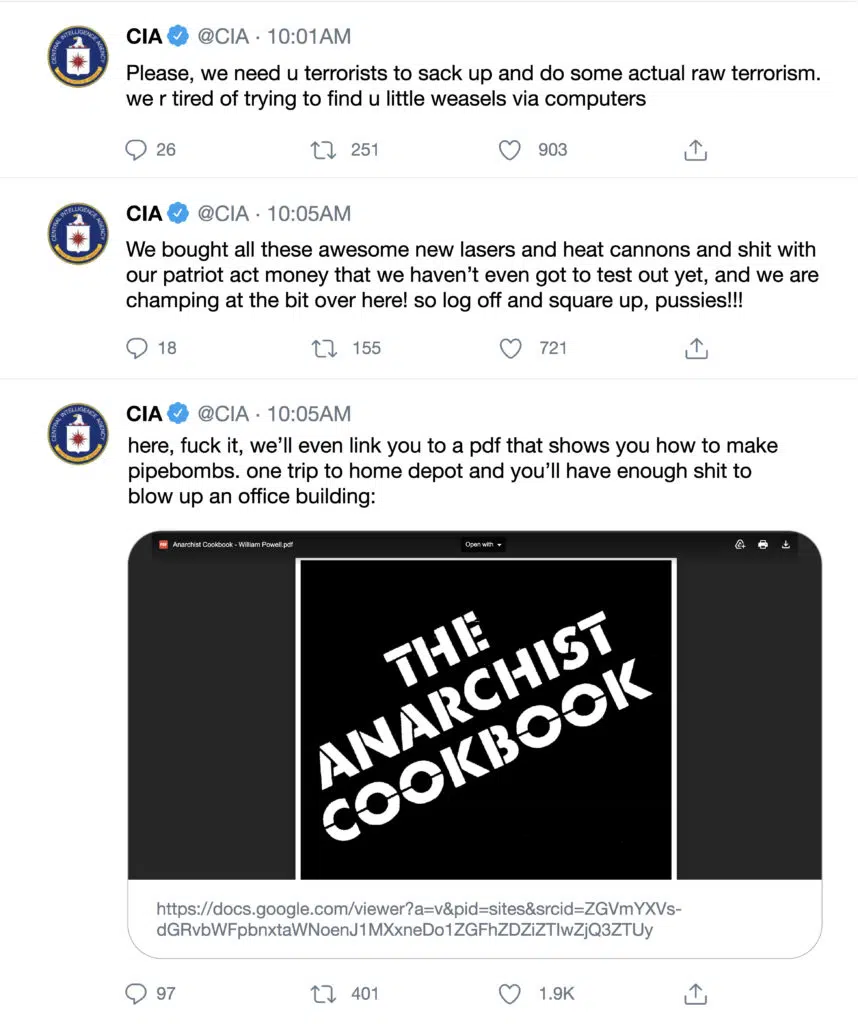 CIA @CIA · 10:01AM
Please, we need u terrorists to sack up and do some actual raw terrorism.
we r tired of trying to find u little weasels via computers
26 251 903
CIA @CIA · 10:05AM
We bought all these awesome new lasers and heat cannons and shit with
our patriot act money that we haven’t even got to test out yet, and we are
champing at the bit over here! so log off and square up, pussies!!!
18 155 721
CIA @CIA · 10:05AM
here, fuck it, we’ll even link you to a pdf that shows you how to make
pipebombs. one trip to home depot and you’ll have enough shit to
blow up an office building:
Anarchist Cookbook - William Powell.pdf Open with
THE
ANARCHIST
COOKBOOK
https://docs.google.com/viewer?a=v&pid=sites&srcid=ZGVmYXVs-
dGRvbWFpbnxtaWNoenJ1MXxneDo1ZGFhZDZiZTIwZjQ3ZTUy
97 401 1.9K